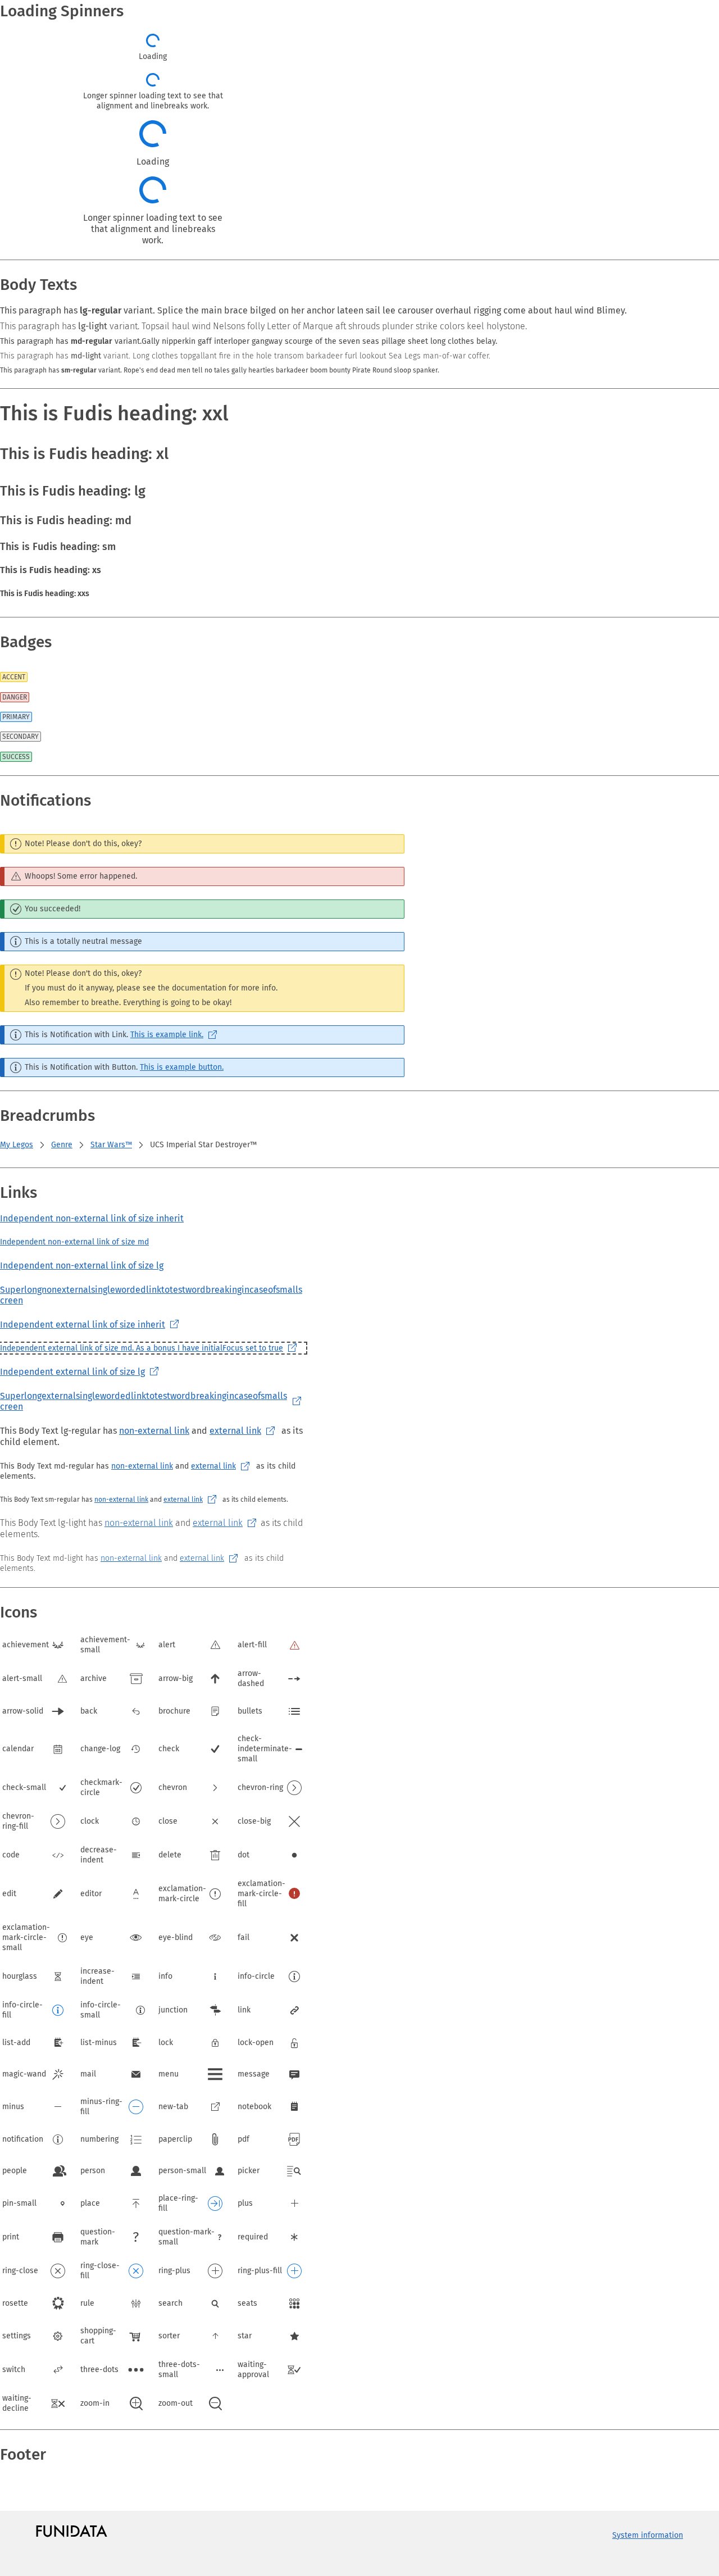 Loading Spinners
Loading
Longer spinner loading text to see that
alignment and linebreaks work.
Loading
Longer spinner loading text to see
that alignment and linebreaks
work.
Body Texts
This paragraph has lg-regular variant. Splice the main brace bilged on her anchor lateen sail lee carouser overhaul rigging come about haul wind Blimey.
This paragraph has lg-light variant. Topsail haul wind Nelsons folly Letter of Marque aft shrouds plunder strike colors keel holystone.
This paragraph has md-regular variant.Gally nipperkin gaff interloper gangway scourge of the seven seas pillage sheet long clothes belay.
This paragraph has md-light variant. Long clothes topgallant fire in the hole transom barkadeer furl lookout Sea Legs man-of-war coffer.
This paragraph has sm-regular variant. Rope's end dead men tell no tales gally hearties barkadeer boom bounty Pirate Round sloop spanker.
This is Fudis heading: xxl
This is Fudis heading: xl
This is Fudis heading: lg
This is Fudis heading: md
This is Fudis heading: sm
This is Fudis heading: xs
This is Fudis heading: xxs
Badges
ACCENT
DANGER
PRIMARY
SECONDARY
SUCCESS
Notifications
Note! Please don't do this, okey?
Whoops! Some error happened.
You succeeded!
This is a totally neutral message
Note! Please don't do this, okey?
If you must do it anyway, please see the documentation for more info.
Also remember to breathe. Everything is going to be okay!
This is Notification with Link. This is example link.
This is Notification with Button. This is example button.
Breadcrumbs
My Legos Genre Star Wars™ UCS Imperial Star Destroyer™
Links
Independent non-external link of size inherit
Independent non-external link of size md
Independent non-external link of size lg
Superlongnonexternalsinglewordedlinktotestwordbreakingincaseofsmalls
creen
Independent external link of size inherit
Independent external link of size md. As a bonus I have initialFocus set to true
Independent external link of size lg
Superlongexternalsinglewordedlinktotestwordbreakingincaseofsmalls
creen
This Body Text lg-regular has non-external link and external link as its
child element.
This Body Text md-regular has non-external link and external link as its child
elements.
This Body Text sm-regular has non-external link and external link as its child elements.
This Body Text lg-light has non-external link and external link as its child
elements.
This Body Text md-light has non-external link and external link as its child
elements.
Icons
achievement achievement-small alert alert-fill
alert-small archive arrow-big arrow-dashed
arrow-solid back brochure bullets
calendar change-log check check-indeterminate-small
check-small checkmark-circle chevron chevron-ring
chevron-ring-fill clock close close-big
code decrease-indent delete dot
edit editor exclamation-mark-circle exclamation-mark-circle-fill
exclamation-mark-circle-small eye eye-blind fail
hourglass increase-indent info info-circle
info-circle-fill info-circle-small junction link
list-add list-minus lock lock-open
magic-wand mail menu message
minus minus-ring-fill new-tab notebook
notification numbering paperclip pdf
PDF
people person person-small picker
pin-small place place-ring-fill plus
print question-mark question-mark-small required
ring-close ring-close-fill ring-plus ring-plus-fill
rosette rule search seats
settings shopping-cart sorter star
switch three-dots three-dots-small waiting-approval
waiting-decline zoom-in zoom-out
Footer
FUNIDATA
System information